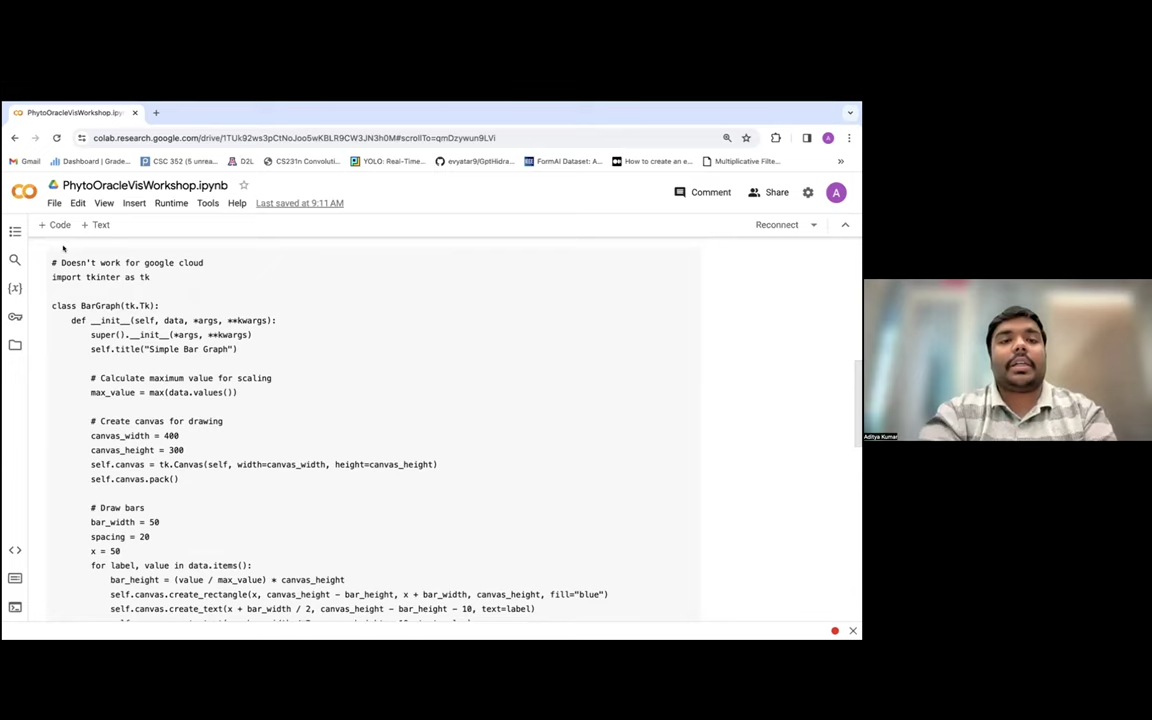 PhytoOracleVisWorkshop.ipynb
colab.research.google.com/drive/1TUk92ws3pCtNoJoo5wKBLR9CW3JN3h0M#scrollTo=qmDzywun9LVi
Gmail Dashboard | Grade... CSC 352 (5 unrea... D2L CS231n Convoluti... YOLO: Real-Time... evyatar9/GptHidra... FormAI Dataset: A... How to create an e... Multiplicative Filte...
PhytoOracleVisWorkshop.ipynb
Comment Share A
File Edit View Insert Runtime Tools Help Last saved at 9:11 AM
+ Code + Text Reconnect
# Doesn't work for google cloud
import tkinter as tk
class BarGraph(tk.Tk):
def __init__(self, data, *args, **kwargs):
super().__init__(*args, **kwargs)
self.title("Simple Bar Graph")
# Calculate maximum value for scaling
max_value = max(data.values())
# Create canvas for drawing
canvas_width = 400
canvas_height = 300
self.canvas = tk.Canvas(self, width=canvas_width, height=canvas_height)
self.canvas.pack()
# Draw bars
bar_width = 50
spacing = 20
x = 50
for label, value in data.items():
bar_height = (value / max_value) * canvas_height
self.canvas.create_rectangle(x, canvas_height - bar_height, x + bar_width, canvas_height, fill="blue")
self.canvas.create_text(x + bar_width / 2, canvas_height - bar_height - 10, text=label)
Aditya Kumar